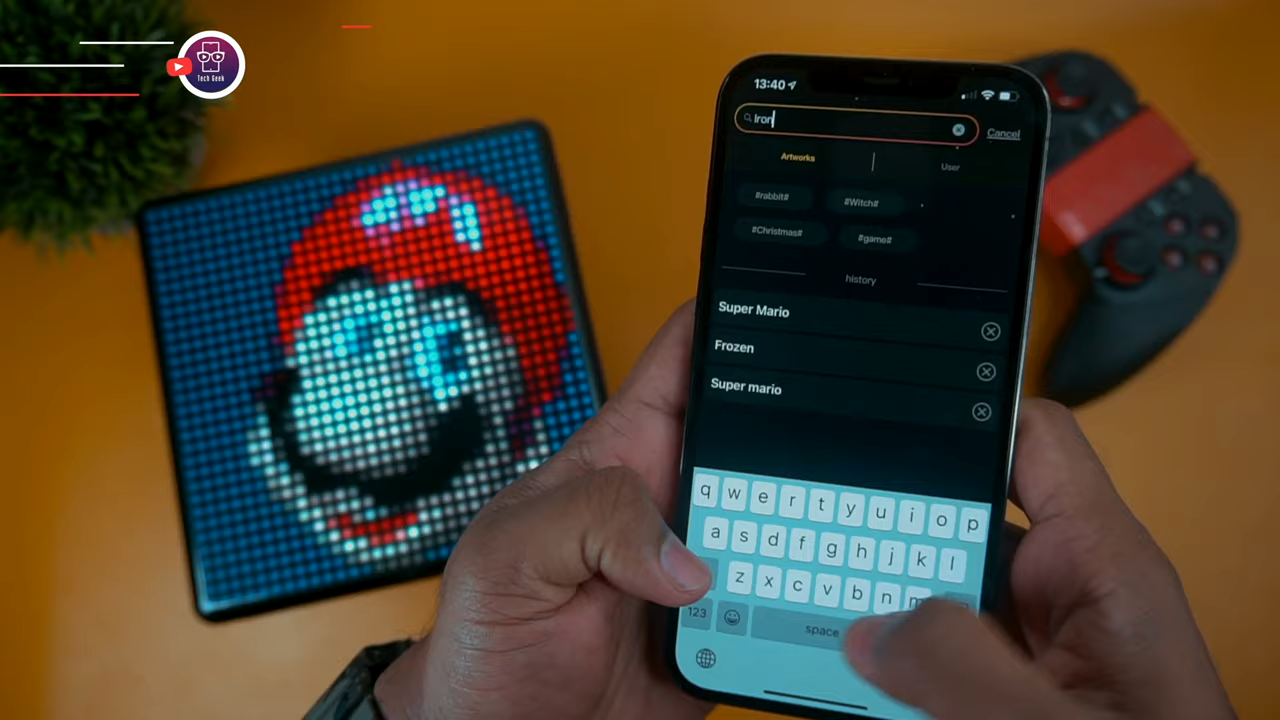 Tech Geek
13:40
Iron
Cancel
Artworks
User
#rabbit#
#Witch#
#Christmas#
#game#
history
Super Mario
Frozen
Super mario
q w e r t y u i o p
a s d f g h j k l
z x c v b n m
123
space